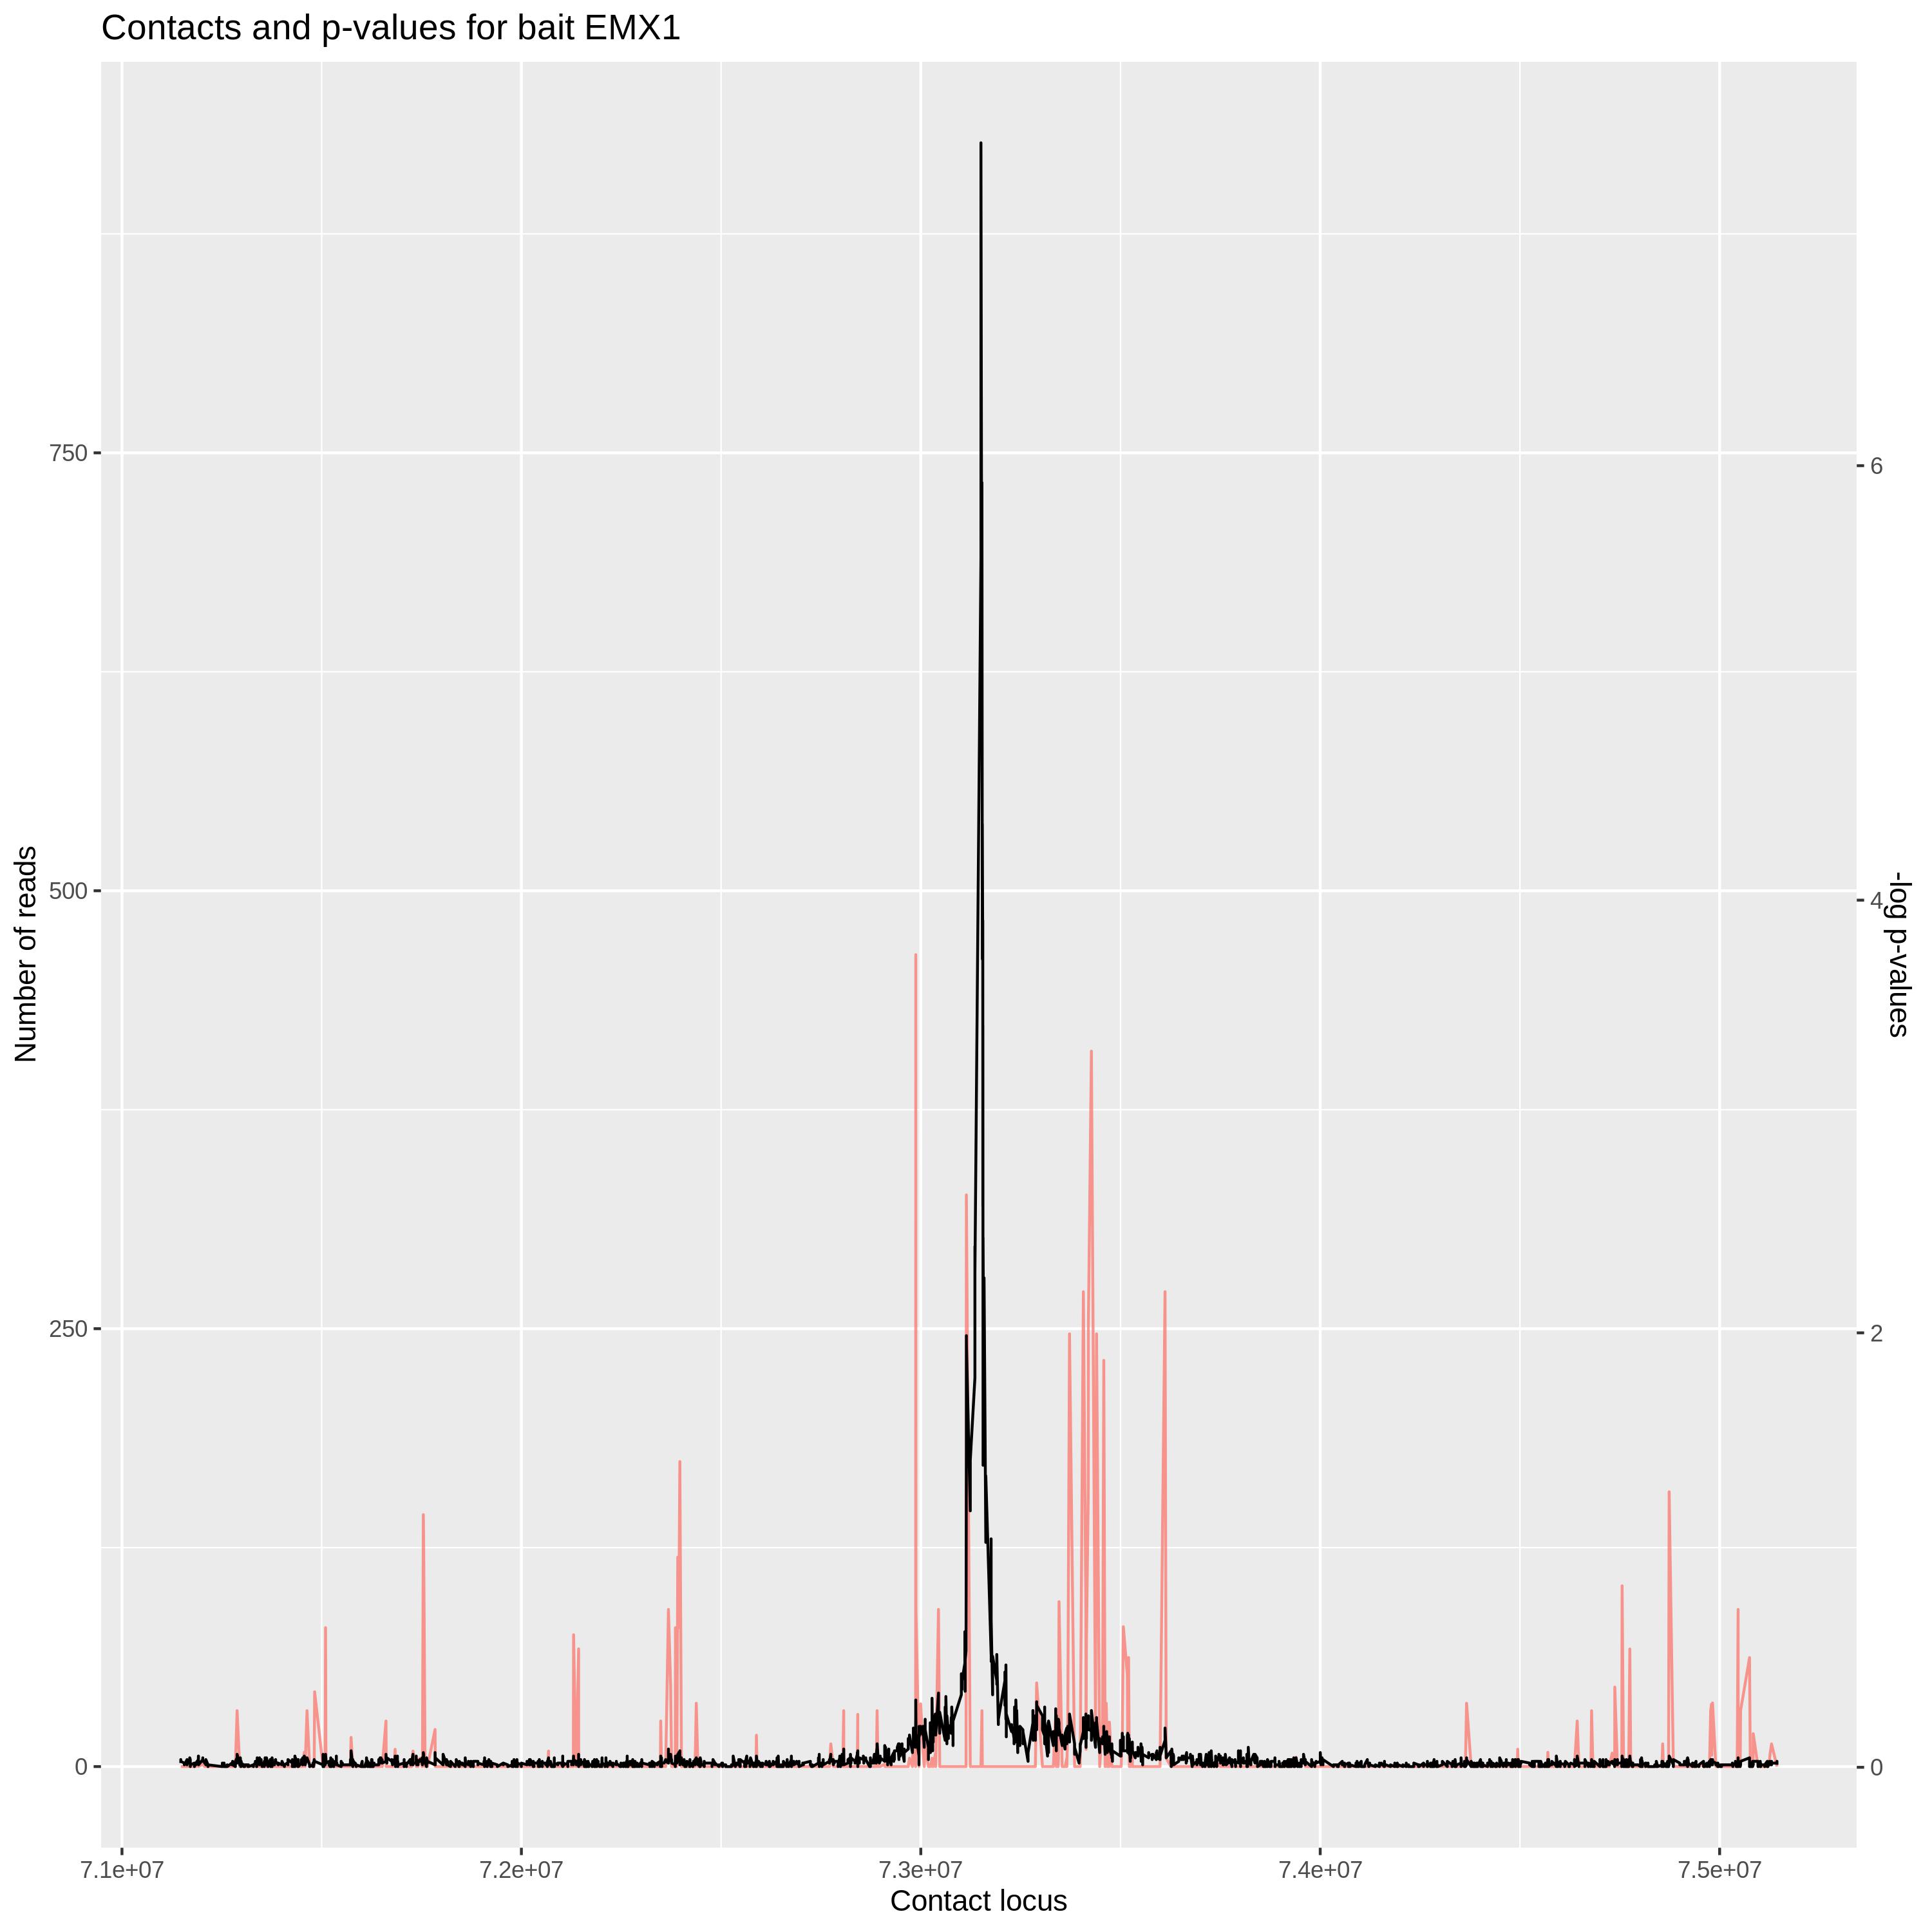 Contacts and p-values for bait EMX1
Number of reads
750
500
250
0
6
4
2
0
-log p-values
7.1e+07 7.2e+07 7.3e+07 7.4e+07 7.5e+07
Contact locus